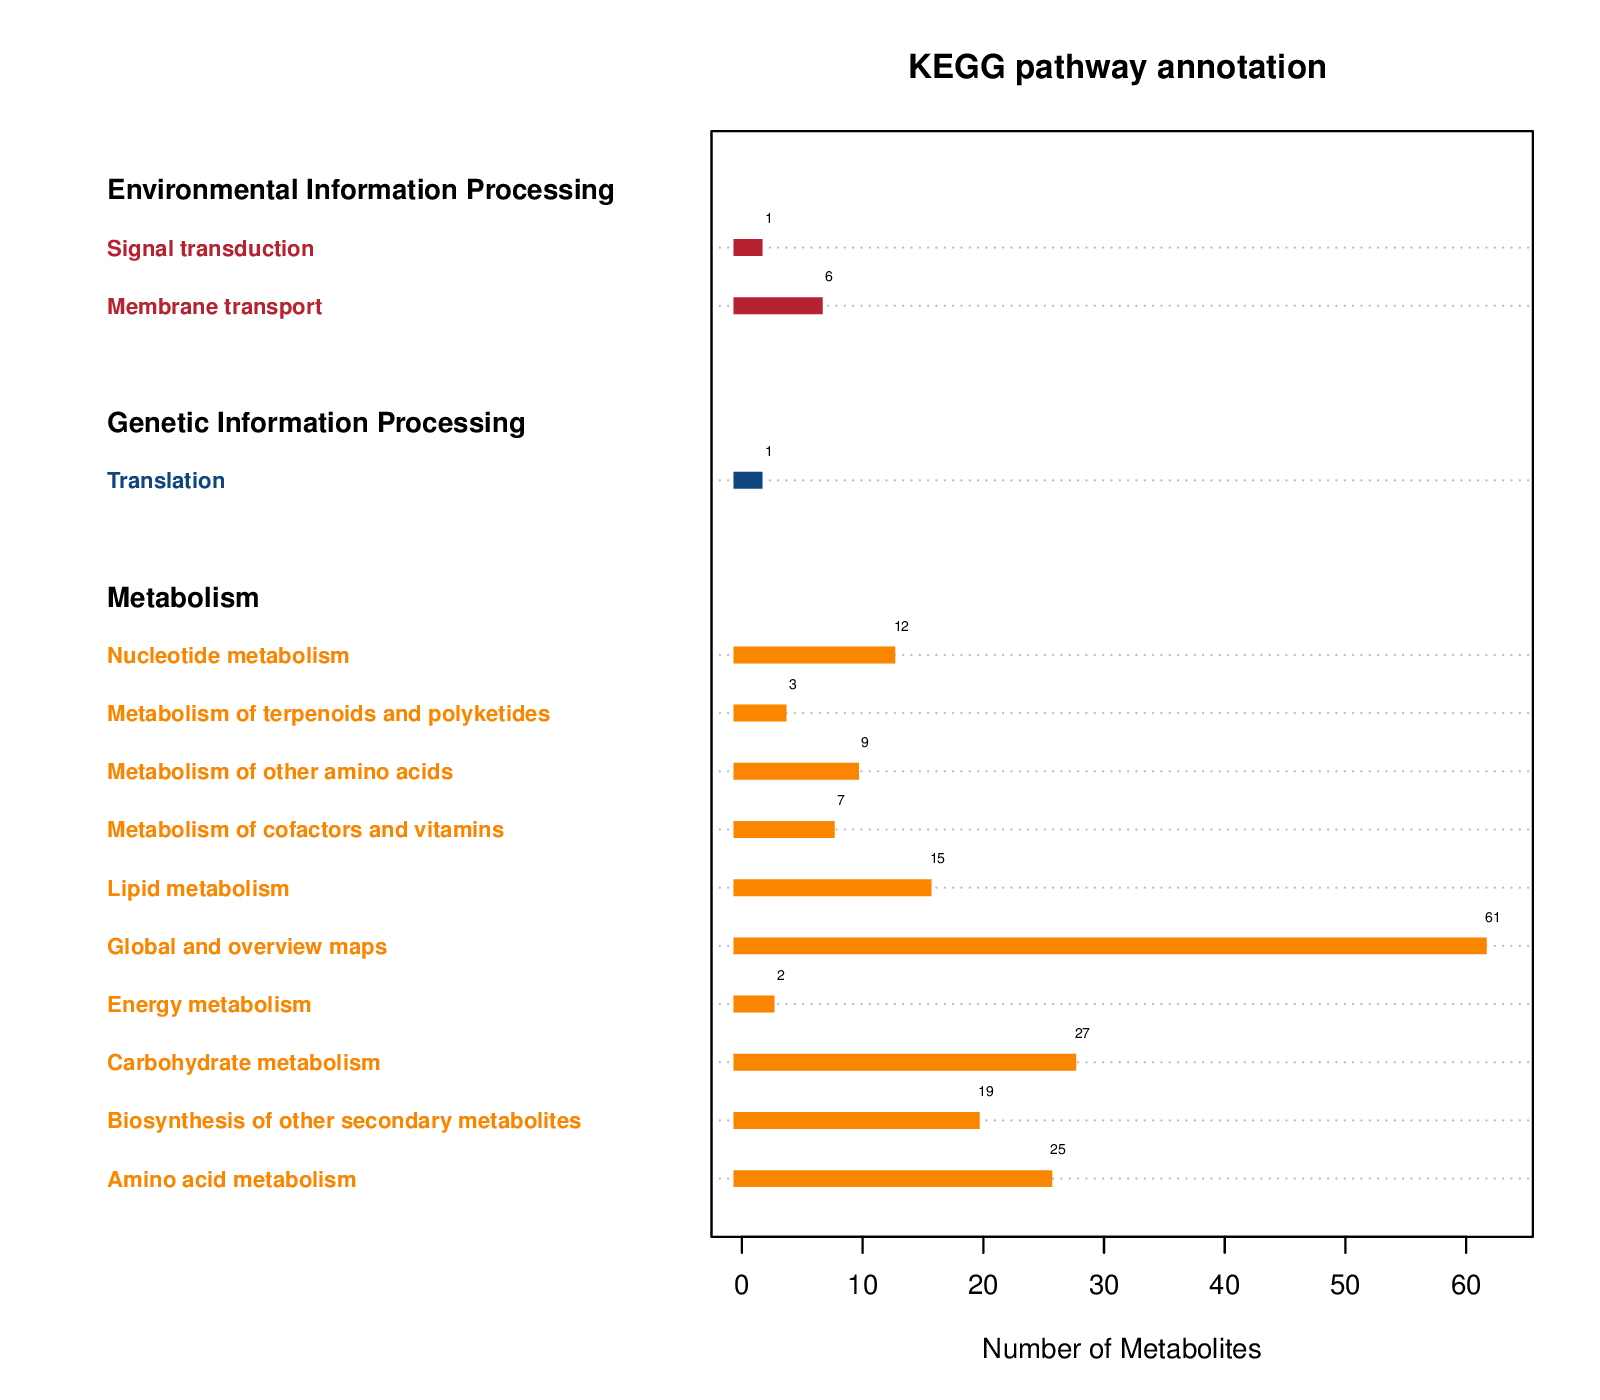 KEGG pathway annotation
Environmental Information Processing
1
Signal transduction
6
Membrane transport
Genetic Information Processing
1
Translation
Metabolism
12
Nucleotide metabolism
3
Metabolism of terpenoids and polyketides
9
Metabolism of other amino acids
7
Metabolism of cofactors and vitamins
15
Lipid metabolism
61
Global and overview maps
2
Energy metabolism
27
Carbohydrate metabolism
19
Biosynthesis of other secondary metabolites
25
Amino acid metabolism
0 10 20 30 40 50 60
Number of Metabolites